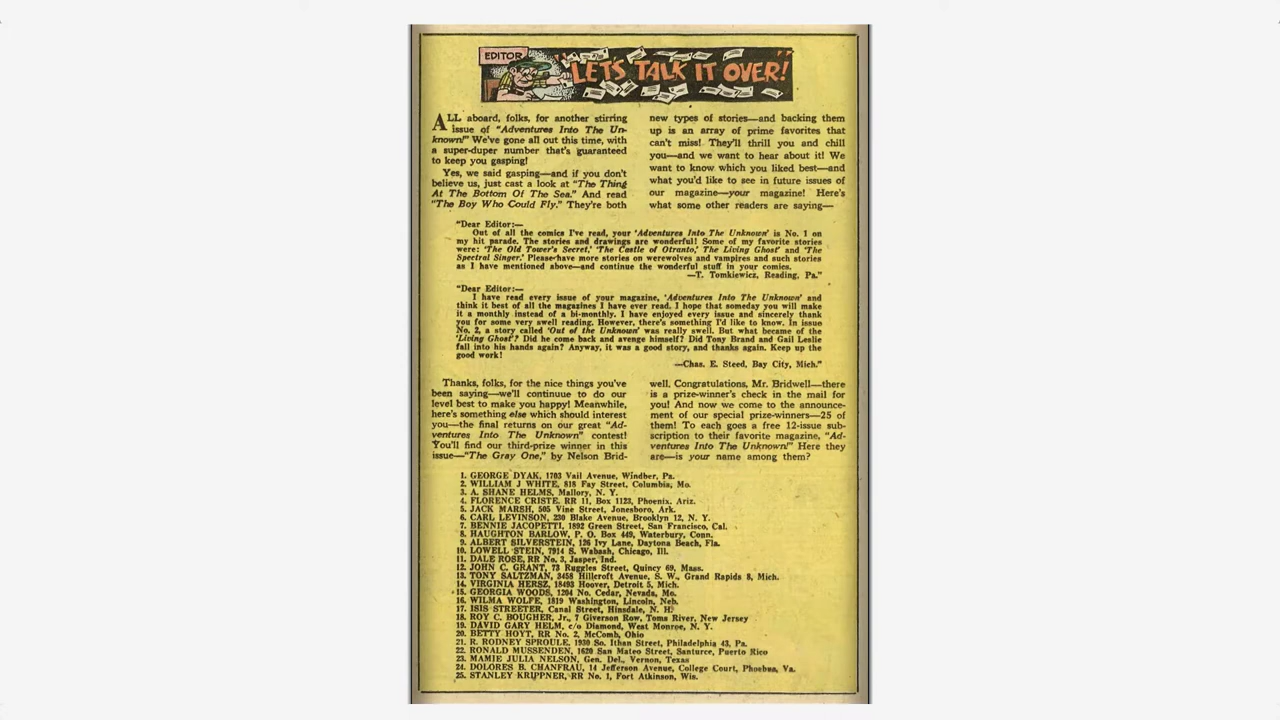 EDITOR
"LET'S TALK IT OVER!"
ALL aboard, folks, for another stirring
issue of "Adventures Into The Un-
known!" We've gone all out this time, with
a super-duper number that's guaranteed
to keep you gasping!
Yes, we said gasping—and if you don't
believe us, just cast a look at "The Thing
At The Bottom Of The Sea." And read
"The Boy Who Could Fly." They're both
new types of stories—and backing them
up is an array of prime favorites that
can't miss! They'll thrill you and chill
you—and we want to hear about it! We
want to know which you liked best—and
what you'd like to see in future issues of
our magazine—your magazine! Here's
what some other readers are saying—
"Dear Editor:—
Out of all the comics I've read, your 'Adventures Into The Unknown' is No. 1 on
my hit parade. The stories and drawings are wonderful! Some of my favorite stories
were: 'The Old Tower's Secret,' 'The Castle of Otranto,' 'The Living Ghost' and 'The
Spectral Singer.' Please have more stories on werewolves and vampires and such stories
as I have mentioned above—and continue the wonderful stuff in your comics.
—T. Tomkiewicz, Reading, Pa."
"Dear Editor:—
I have read every issue of your magazine, 'Adventures Into The Unknown' and
think it best of all the magazines I have ever read. I hope that someday you will make
it a monthly instead of a bi-monthly. I have enjoyed every issue and sincerely thank
you for some very swell reading. However, there's something I'd like to know. In issue
No. 2, a story called 'Out of the Unknown' was really swell. But what became of the
'Living Ghost'? Did he come back and avenge himself? Did Tony Brand and Gail Leslie
fall into his hands again? Anyway, it was a good story, and thanks again. Keep up the
good work!
—Chas. E. Steed, Bay City, Mich."
Thanks, folks, for the nice things you've
been saying—we'll continue to do our
level best to make you happy! Meanwhile,
here's something else which should interest
you—the final returns on our great "Ad-
ventures Into The Unknown" contest!
You'll find our third-prize winner in this
issue—"The Gray One," by Nelson Brid-
well. Congratulations, Mr. Bridwell—there
is a prize-winner's check in the mail for
you! And now we come to the announce-
ment of our special prize-winners—25 of
them! To each goes a free 12-issue sub-
scription to their favorite magazine, "Ad-
ventures Into The Unknown!" Here they
are—is your name among them?
1. GEORGE DYAK, 1703 Vail Avenue, Windber, Pa.
2. WILLIAM J WHITE, 818 Fay Street, Columbia, Mo.
3. A. SHANE HELMS, Mallory, N. Y.
4. FLORENCE CRISTE. RR 11, Box 1123, Phoenix. Ariz.
5. JACK MARSH, 505 Vine Street, Jonesboro, Ark.
6. CARL LEVINSON, 230 Blake Avenue, Brooklyn 12, N. Y.
7. BENNIE JACOPETTI, 1892 Green Street, San Francisco, Cal.
8. HAUGHTON BARLOW, P. O. Box 449, Waterbury, Conn.
9. ALBERT SILVERSTEIN, 126 Ivy Lane, Daytona Beach, Fla.
10. LOWELL STEIN, 7914 S. Wabash, Chicago, Ill.
11. DALE ROSE, RR No. 3, Jasper, Ind.
12. JOHN C. GRANT, 73 Ruggles Street, Quincy 69, Mass.
13. TONY SALTZMAN, 3458 Hillcroft Avenue, S. W., Grand Rapids 8, Mich.
14. VIRGINIA HERSZ, 18493 Hoover, Detroit 5, Mich.
15. GEORGIA WOODS, 1204 No. Cedar, Nevada, Mo.
16. WILMA WOLFE, 1819 Washington, Lincoln, Neb.
17. ISIS STREETER, Canal Street, Hinsdale, N. H.
18. ROY C. BOUGHER, Jr., 7 Giverson Row, Toms River, New Jersey
19. DAVID GARY HELM, c/o Diamond, West Monroe, N. Y.
20. BETTY HOYT, RR No. 2, McComb, Ohio
21. R. RODNEY SPROULE, 1930 So. Ithan Street, Philadelphia 43, Pa.
22. RONALD MUSSENDEN, 1620 San Mateo Street, Santurce, Puerto Rico
23. MAMIE JULIA NELSON, Gen. Del., Vernon, Texas
24. DOLORES B. CHANFRAU, 14 Jefferson Avenue, College Court, Phoebus, Va.
25. STANLEY KRIPPNER, RR No. 1, Fort Atkinson, Wis.